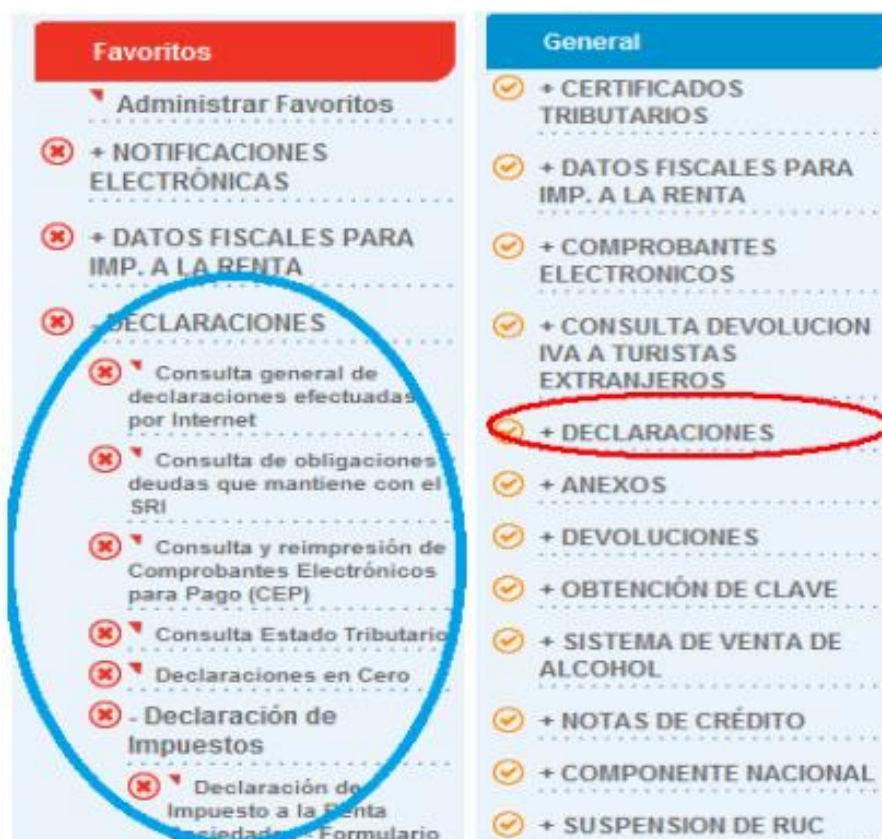 Favoritos
Administrar Favoritos
+ NOTIFICACIONES
ELECTRÓNICAS
+ DATOS FISCALES PARA
IMP. A LA RENTA
- DECLARACIONES
Consulta general de
declaraciones efectuadas
por Internet
Consulta de obligaciones
deudas que mantiene con el
SRI
Consulta y reimpresión de
Comprobantes Electrónicos
para Pago (CEP)
Consulta Estado Tributario
Declaraciones en Cero
- Declaración de
Impuestos
Declaración de
Impuesto a la Renta
Sociedades - Formulario
General
+ CERTIFICADOS
TRIBUTARIOS
+ DATOS FISCALES PARA
IMP. A LA RENTA
+ COMPROBANTES
ELECTRONICOS
+ CONSULTA DEVOLUCION
IVA A TURISTAS
EXTRANJEROS
+ DECLARACIONES
+ ANEXOS
+ DEVOLUCIONES
+ OBTENCIÓN DE CLAVE
+ SISTEMA DE VENTA DE
ALCOHOL
+ NOTAS DE CRÉDITO
+ COMPONENTE NACIONAL
+ SUSPENSION DE RUC